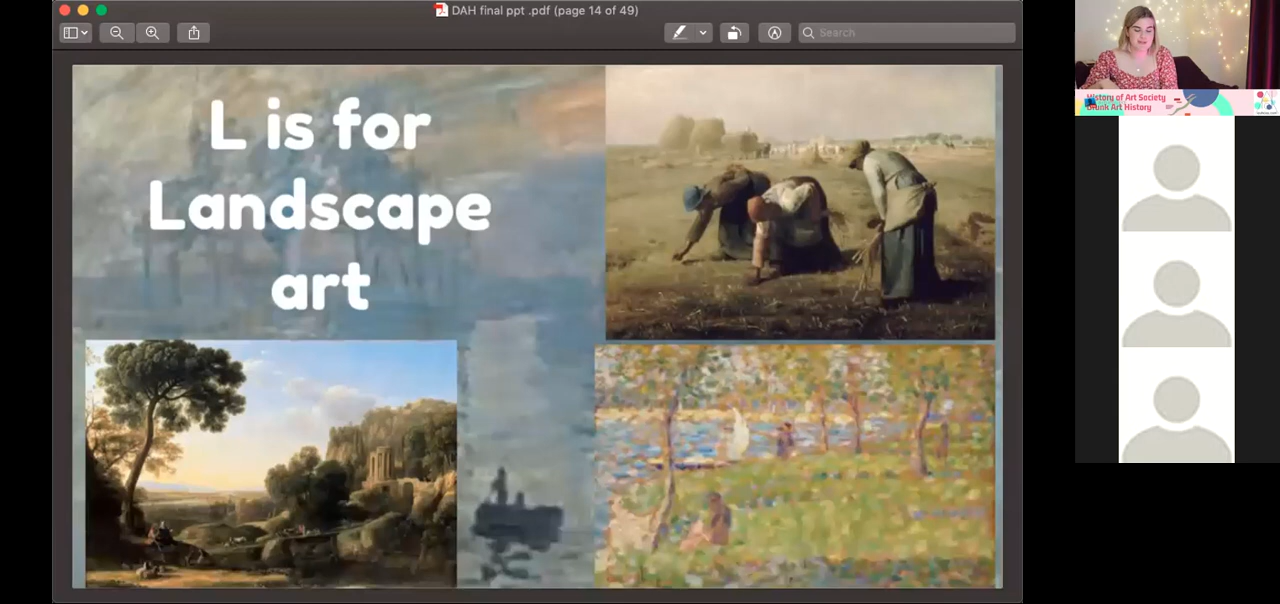 DAH final ppt .pdf (page 14 of 49)
Search
L is for
Landscape
art
History of Art Society
Drunk Art History